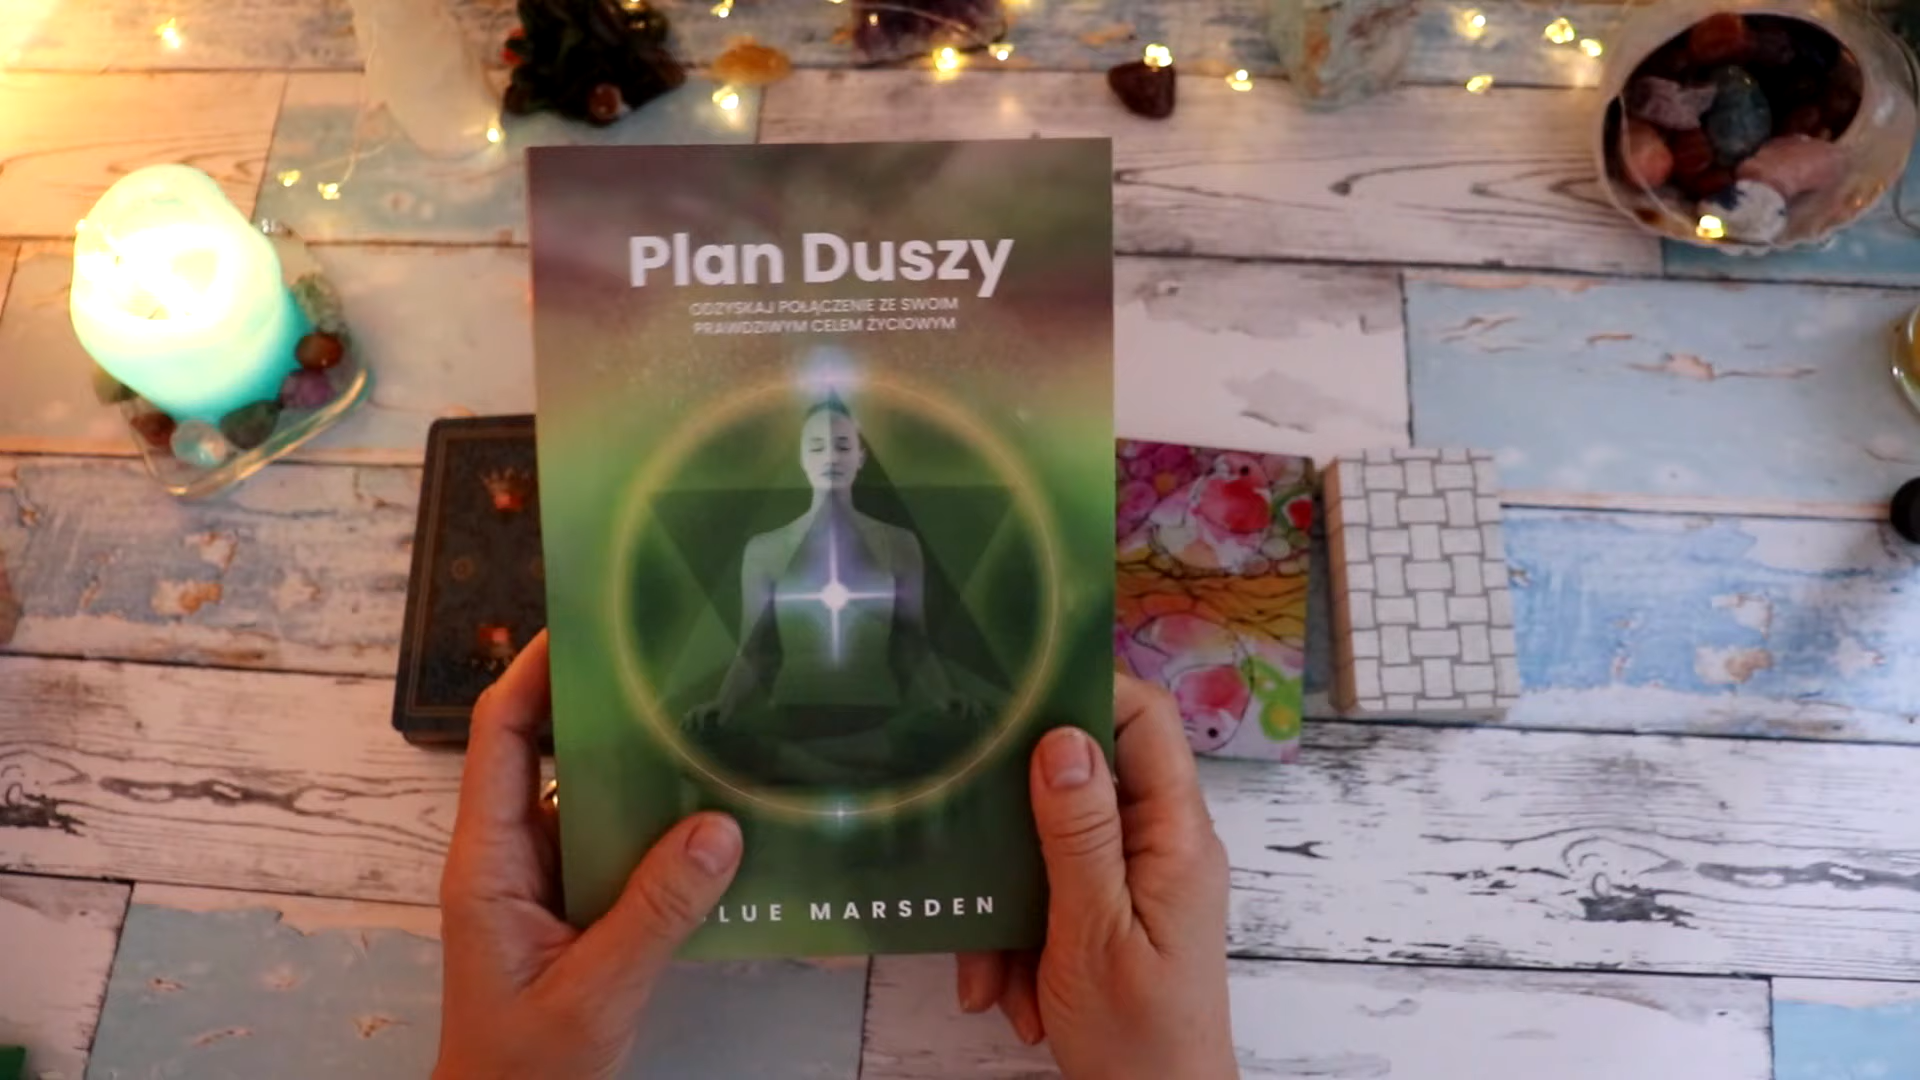 Plan Duszy
ODZYSKAJ POŁĄCZENIE ZE SWOIM
PRAWDZIWYM CELEM ŻYCIOWYM
LUE MARSDEN